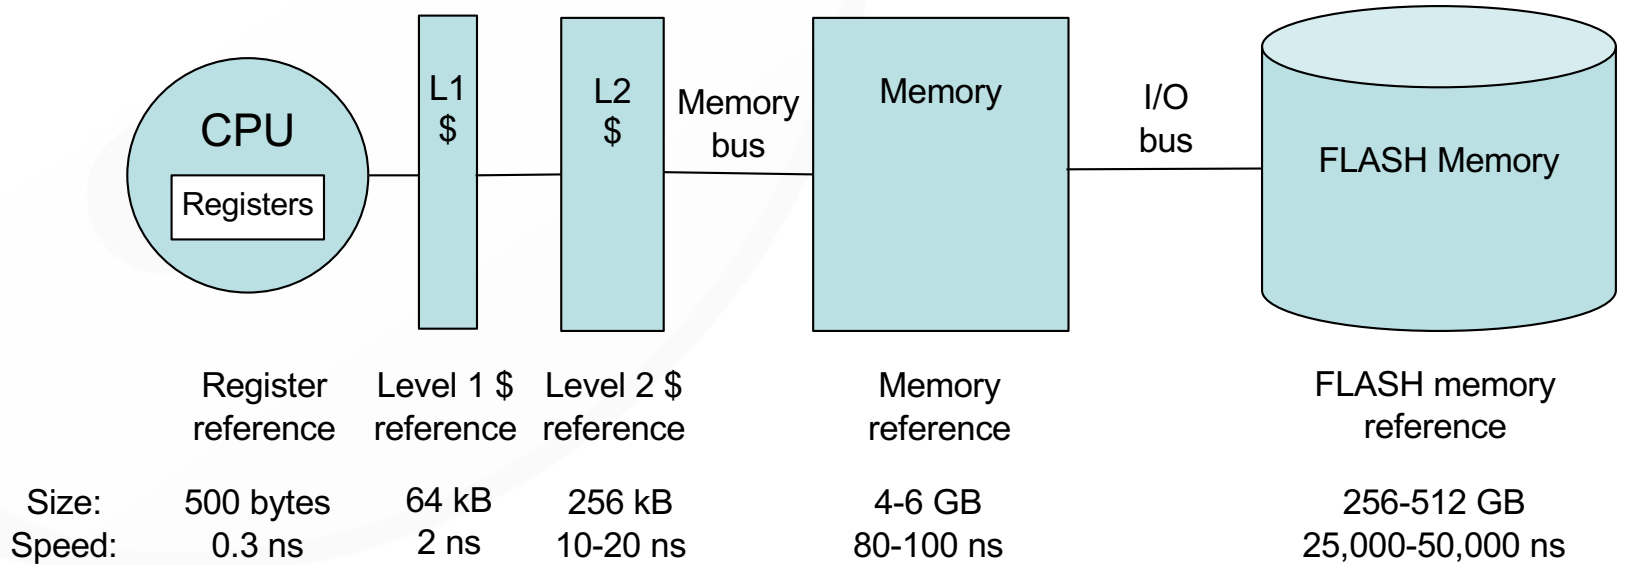 CPU
Registers
L1
$
L2
$
Memory
bus
Memory
I/O
bus
FLASH Memory
Register
reference
Level 1 $
reference
Level 2 $
reference
Memory
reference
FLASH memory
reference
Size: 500 bytes 64 kB 256 kB 4-6 GB 256-512 GB
Speed: 0.3 ns 2 ns 10-20 ns 80-100 ns 25,000-50,000 ns